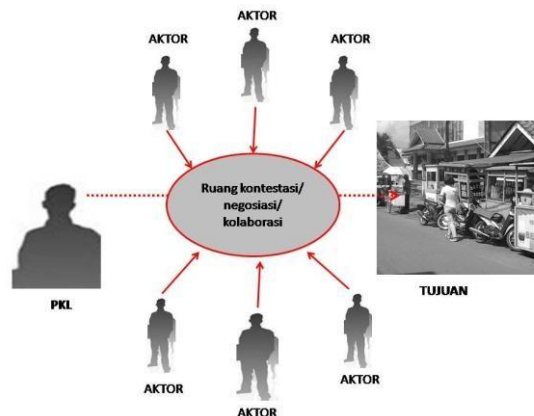 AKTOR
AKTOR
AKTOR
Ruang kontestasi/
negosiasi/
kolaborasi
PKL
TUJUAN
AKTOR
AKTOR
AKTOR